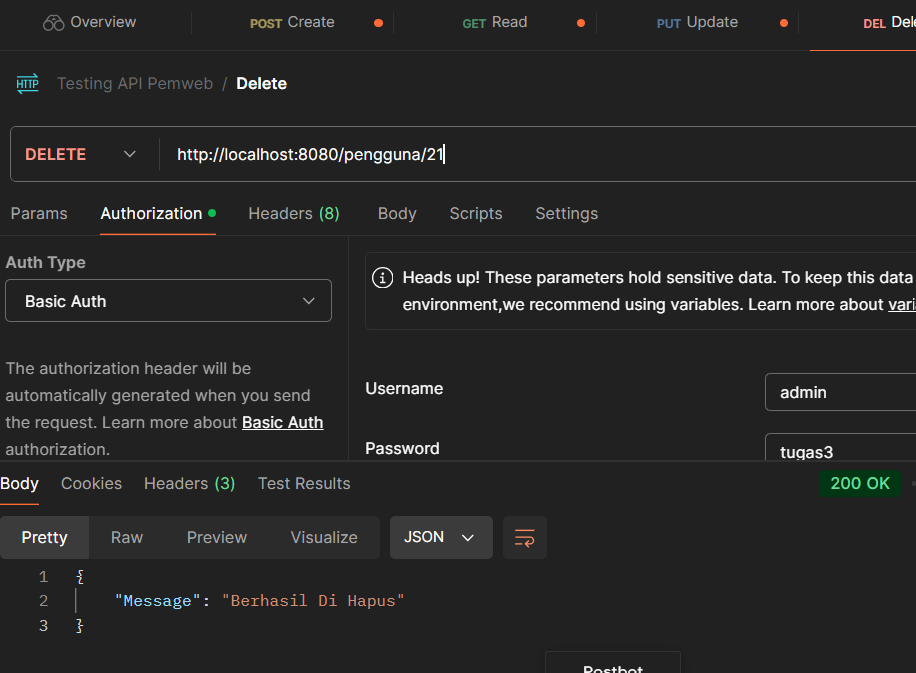 Overview POST Create GET Read PUT Update DEL Dele
HTTP Testing API Pemweb / Delete
DELETE http://localhost:8080/pengguna/21
Params Authorization Headers (8) Body Scripts Settings
Auth Type
Basic Auth
The authorization header will be
automatically generated when you send
the request. Learn more about Basic Auth
authorization.
Heads up! These parameters hold sensitive data. To keep this data
environment,we recommend using variables. Learn more about vari
Username admin
Password tugas3
Body Cookies Headers (3) Test Results 200 OK
Pretty Raw Preview Visualize JSON
1 {
2 "Message": "Berhasil Di Hapus"
3 }
Postbot